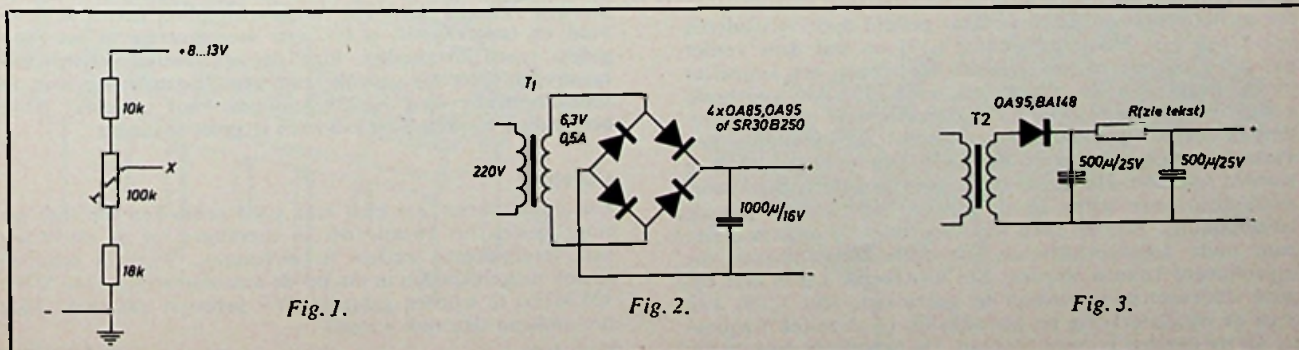 +8...13V
10k
X
100k
18k
-
Fig. 1.
T1
220V
6,3V
0,5A
4xOA85,OA95
of SR30B250
+
1000µ/16V
-
Fig. 2.
T2
OA95,BA148
R(zie tekst)
+
500µ/25V
500µ/25V
-
Fig. 3.